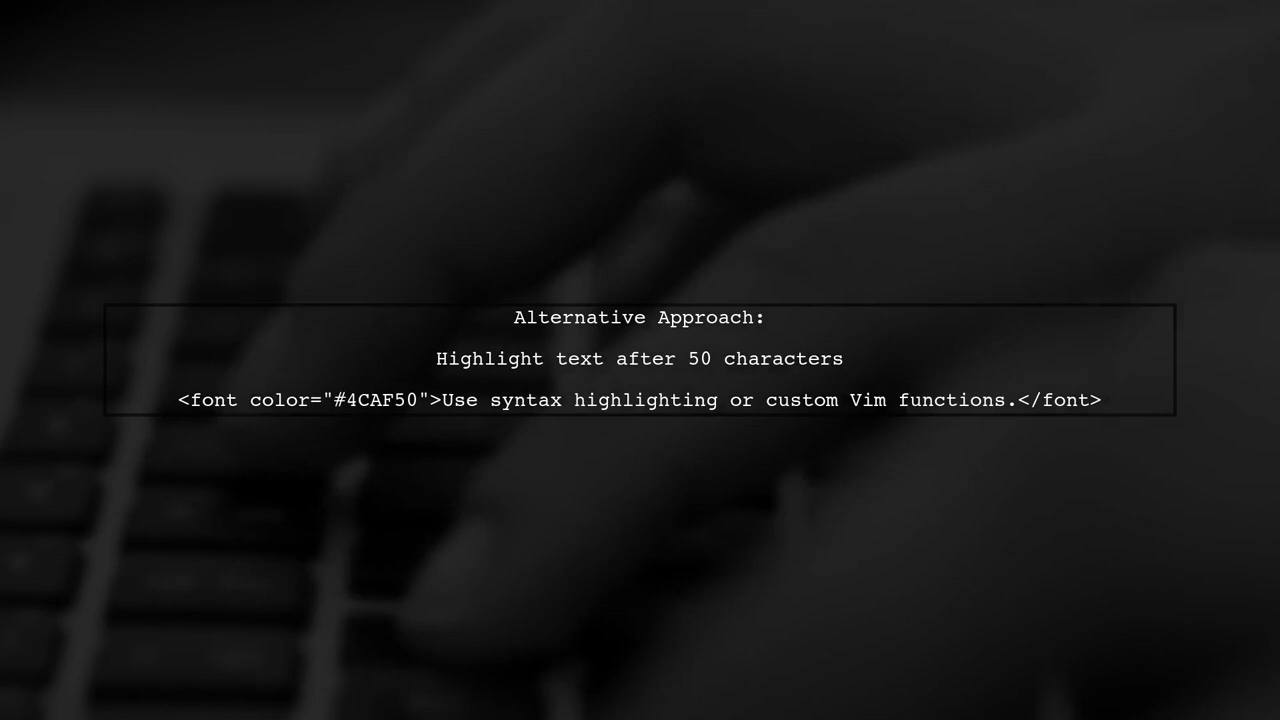 Alternative Approach:
Highlight text after 50 characters
<font color="#4CAF50">Use syntax highlighting or custom Vim functions.</font>